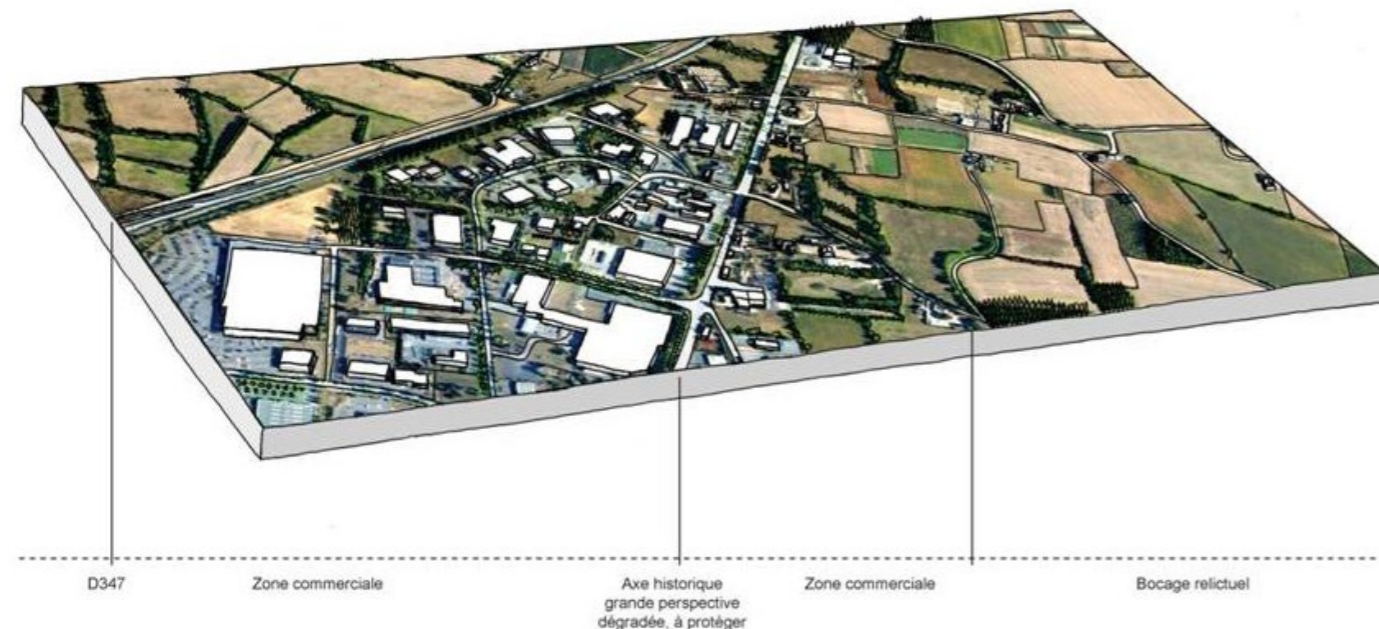 D347
Zone commerciale
Axe historique
grande perspective
dégradée, à protéger
Zone commerciale
Bocage relictuel